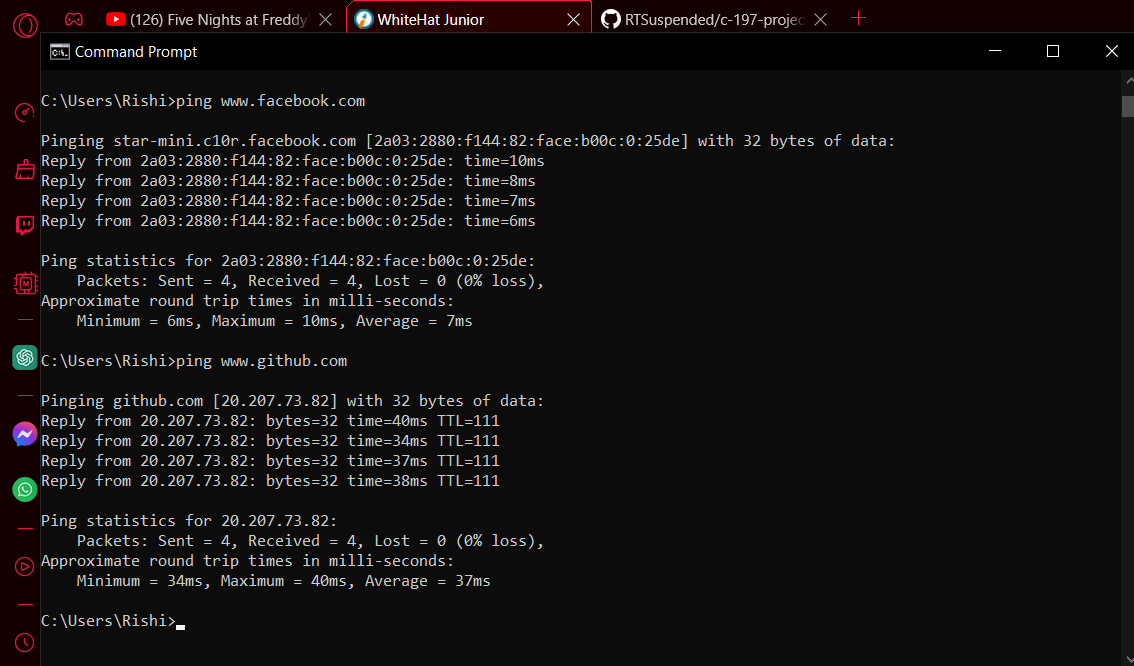 (126) Five Nights at Freddy
WhiteHat Junior
RTSuspended/c-197-projec
Command Prompt
C:\Users\Rishi>ping www.facebook.com
Pinging star-mini.c10r.facebook.com [2a03:2880:f144:82:face:b00c:0:25de] with 32 bytes of data:
Reply from 2a03:2880:f144:82:face:b00c:0:25de: time=10ms
Reply from 2a03:2880:f144:82:face:b00c:0:25de: time=8ms
Reply from 2a03:2880:f144:82:face:b00c:0:25de: time=7ms
Reply from 2a03:2880:f144:82:face:b00c:0:25de: time=6ms
Ping statistics for 2a03:2880:f144:82:face:b00c:0:25de:
Packets: Sent = 4, Received = 4, Lost = 0 (0% loss),
Approximate round trip times in milli-seconds:
Minimum = 6ms, Maximum = 10ms, Average = 7ms
C:\Users\Rishi>ping www.github.com
Pinging github.com [20.207.73.82] with 32 bytes of data:
Reply from 20.207.73.82: bytes=32 time=40ms TTL=111
Reply from 20.207.73.82: bytes=32 time=34ms TTL=111
Reply from 20.207.73.82: bytes=32 time=37ms TTL=111
Reply from 20.207.73.82: bytes=32 time=38ms TTL=111
Ping statistics for 20.207.73.82:
Packets: Sent = 4, Received = 4, Lost = 0 (0% loss),
Approximate round trip times in milli-seconds:
Minimum = 34ms, Maximum = 40ms, Average = 37ms
C:\Users\Rishi>